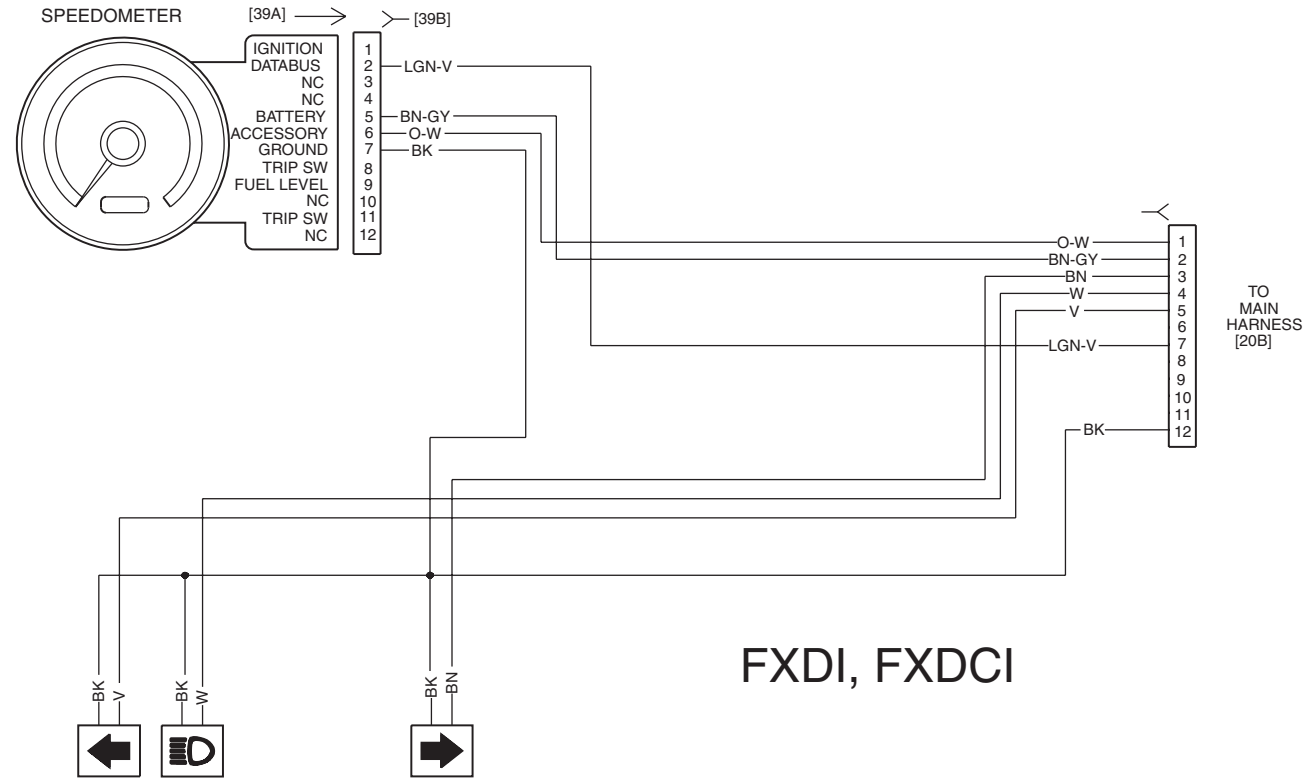 SPEEDOMETER
[39A]
[39B]
IGNITION 1
DATABUS 2 LGN-V
NC 3
NC 4
BATTERY 5 BN-GY
ACCESSORY 6 O-W
GROUND 7 BK
TRIP SW 8
FUEL LEVEL 9
NC 10
TRIP SW 11
NC 12
O-W 1
BN-GY 2
BN 3
W 4
V 5
6
LGN-V 7
8
9
10
11
BK 12
TO
MAIN
HARNESS
[20B]
FXDI, FXDCI
BK
V
BK
W
BK
BN